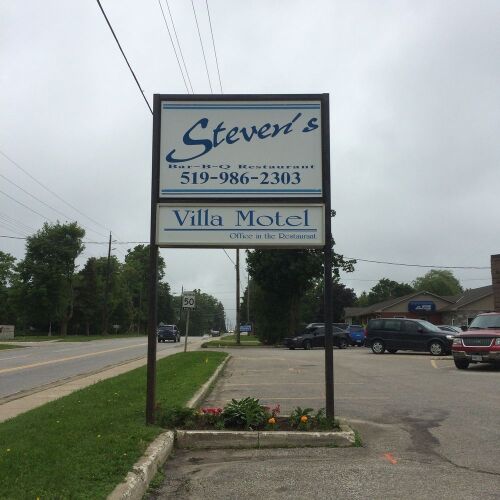 Steven's
Bar-B-Q Restaurant
519-986-2303
Villa Motel
Office in the Restaurant
50